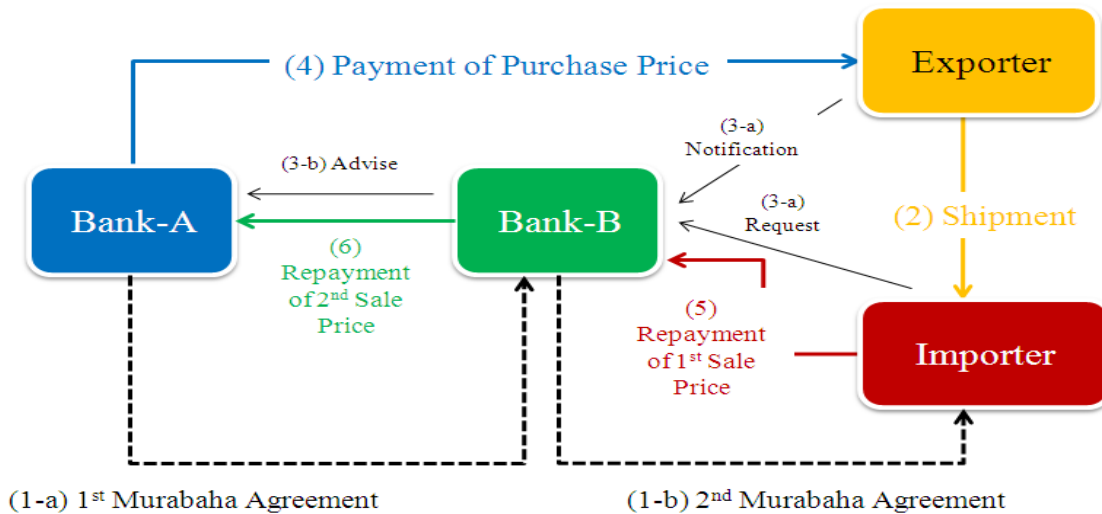 (4) Payment of Purchase Price
Exporter
(3-a)
Notification
(3-b) Advise
Bank-A
Bank-B
(3-a)
Request
(2) Shipment
(6)
Repayment
of 2nd Sale
Price
(5)
Repayment
of 1st Sale
Price
Importer
(1-a) 1st Murabaha Agreement
(1-b) 2nd Murabaha Agreement